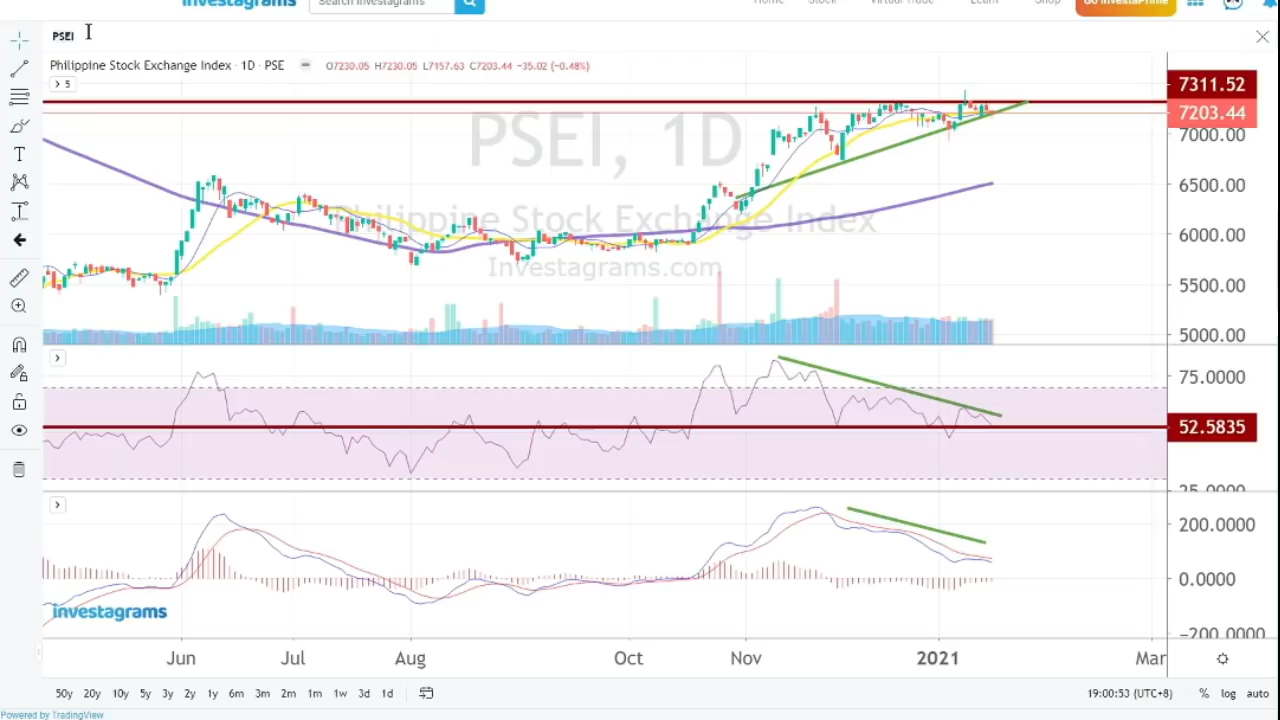 Investagrams
Search Investagrams
Home Stock Virtual Trade Learn Shop Go InvestaPrime
PSEI
Philippine Stock Exchange Index · 1D · PSE O7230.05 H7230.05 L7157.63 C7203.44 −35.02 (−0.48%)
5
7311.52
7203.44
7000.00
PSEI, 1D
6500.00
Philippine Stock Exchange Index
6000.00
Investagrams.com
5500.00
5000.00
75.0000
52.5835
25.0000
200.0000
0.0000
Investagrams
−200.0000
Jun Jul Aug Oct Nov 2021 Mar
50y 20y 10y 5y 3y 2y 1y 6m 3m 2m 1m 1w 3d 1d 19:00:53 (UTC+8) % log auto
Powered by TradingView